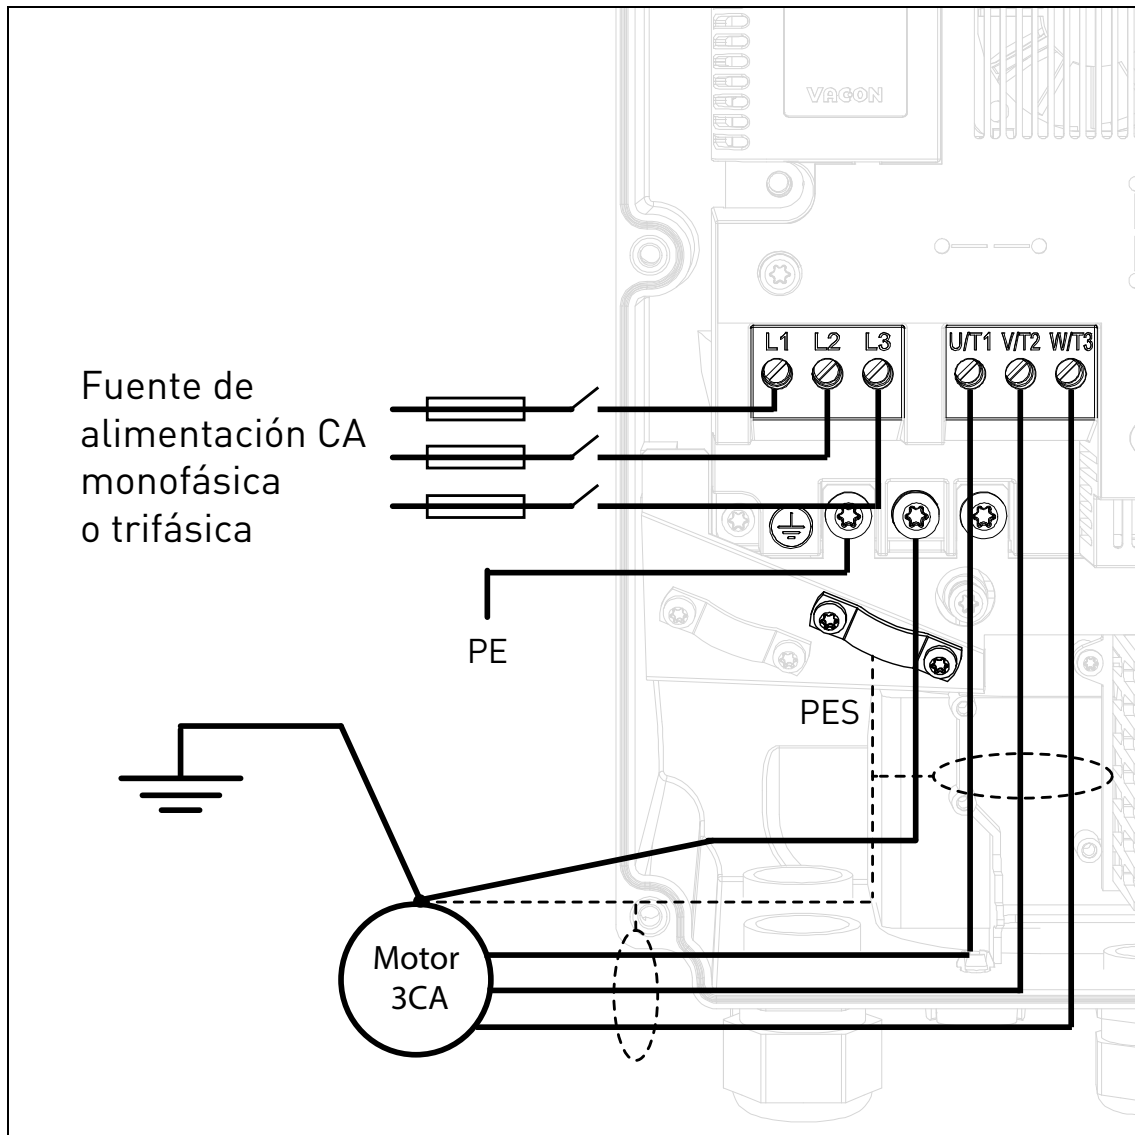 VACON
L1 L2 L3 U/T1 V/T2 W/T3
Fuente de
alimentación CA
monofásica
o trifásica
PE
PES
Motor
3CA